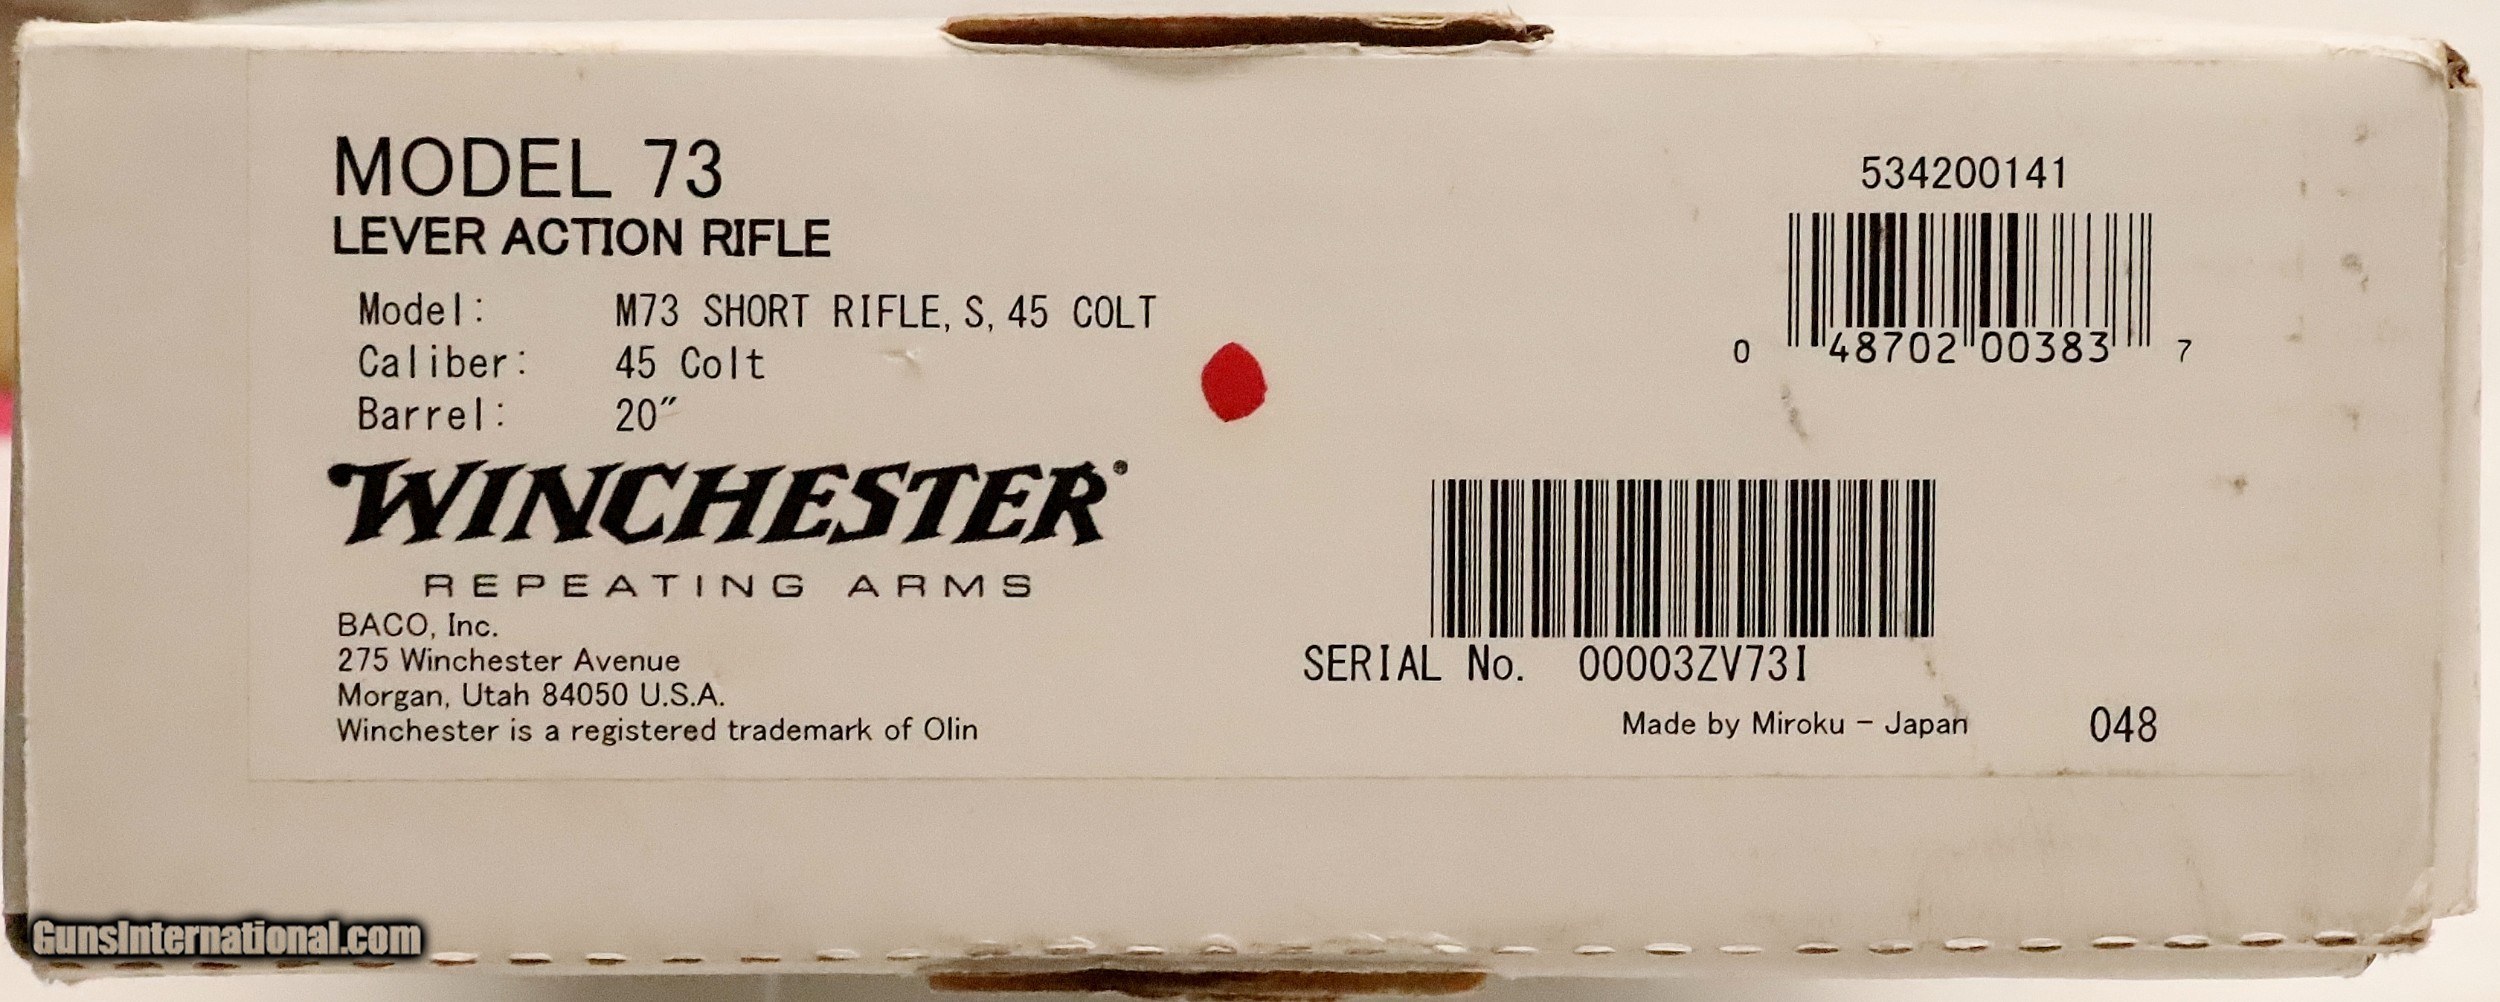 MODEL 73
LEVER ACTION RIFLE
Model: M73 SHORT RIFLE, S, 45 COLT
Caliber: 45 Colt
Barrel: 20″
WINCHESTER®
REPEATING ARMS
BACO, Inc.
275 Winchester Avenue
Morgan, Utah 84050 U.S.A.
Winchester is a registered trademark of Olin
534200141
0 48702 00383 7
SERIAL No. 00003ZV73I
Made by Miroku - Japan 048
GunsInternational.com